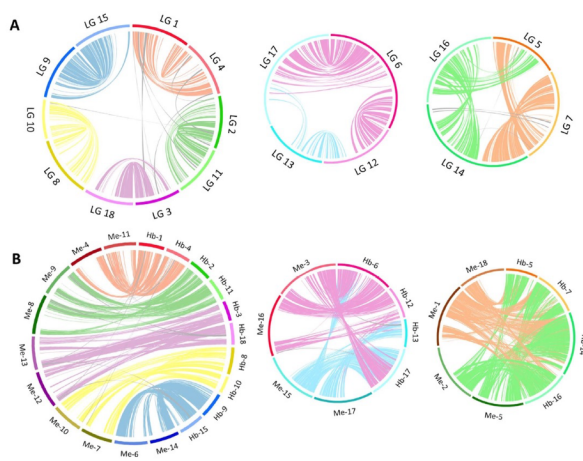 A
LG 15
LG 1
LG 9
LG 4
LG 10
LG 2
LG 8
LG 11
LG 18
LG 3
LG 17
LG 6
LG 13
LG 12
LG 16
LG 5
LG 7
LG 14
B
Me-11
Hb-1
Me-4
Hb-4
Me-9
Hb-2
Me-8
Hb-11
Hb-3
Me-13
Hb-18
Me-12
Hb-8
Me-10
Hb-10
Me-7
Hb-9
Me-6
Me-14
Hb-15
Me-3
Hb-6
Me-16
Hb-12
Hb-13
Me-15
Hb-17
Me-17
Me-18
Hb-5
Me-1
Hb-7
Me-2
Me-5
Hb-16